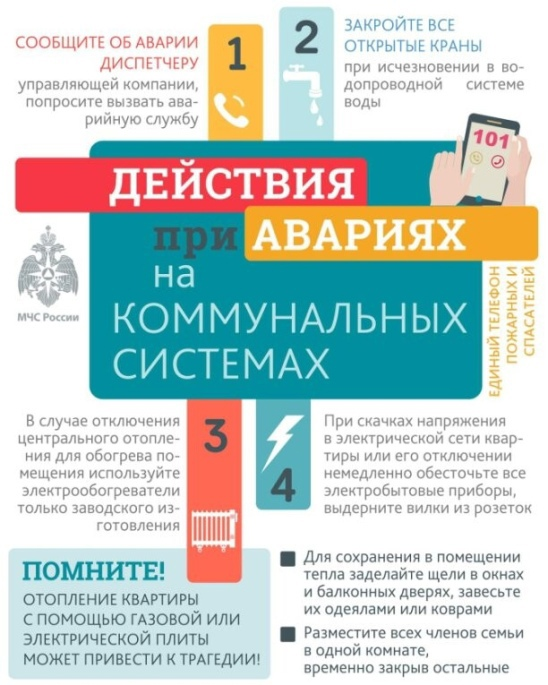 СООБЩИТЕ ОБ АВАРИИ
ДИСПЕТЧЕРУ
управляющей компании,
попросите вызвать ава-
рийную службу
1
2
ЗАКРОЙТЕ ВСЕ
ОТКРЫТЫЕ КРАНЫ
при исчезновении в во-
допроводной системе
воды
101
ДЕЙСТВИЯ
при АВАРИЯХ
на
КОММУНАЛЬНЫХ
СИСТЕМАХ
МЧС России
ЕДИНЫЙ ТЕЛЕФОН
ПОЖАРНЫХ И
СПАСАТЕЛЕЙ
В случае отключения
центрального отопле-
ния для обогрева по-
мещения используйте
электрообогреватели
только заводского из-
готовления
3
4
При скачках напряжения
в электрической сети квар-
тиры или его отключении
немедленно обесточьте все
электробытовые приборы,
выдерните вилки из розеток
ПОМНИТЕ!
ОТОПЛЕНИЕ КВАРТИРЫ
С ПОМОЩЬЮ ГАЗОВОЙ ИЛИ
ЭЛЕКТРИЧЕСКОЙ ПЛИТЫ
МОЖЕТ ПРИВЕСТИ К ТРАГЕДИИ!
Для сохранения в помещении
тепла заделайте щели в окнах
и балконных дверях, завесьте
их одеялами или коврами
Разместите всех членов семьи
в одной комнате,
временно закрыв остальные